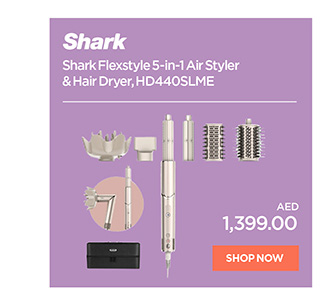 Shark
Shark Flexstyle 5-in-1 Air Styler
& Hair Dryer, HD440SLME
AED
1,399.00
SHOP NOW